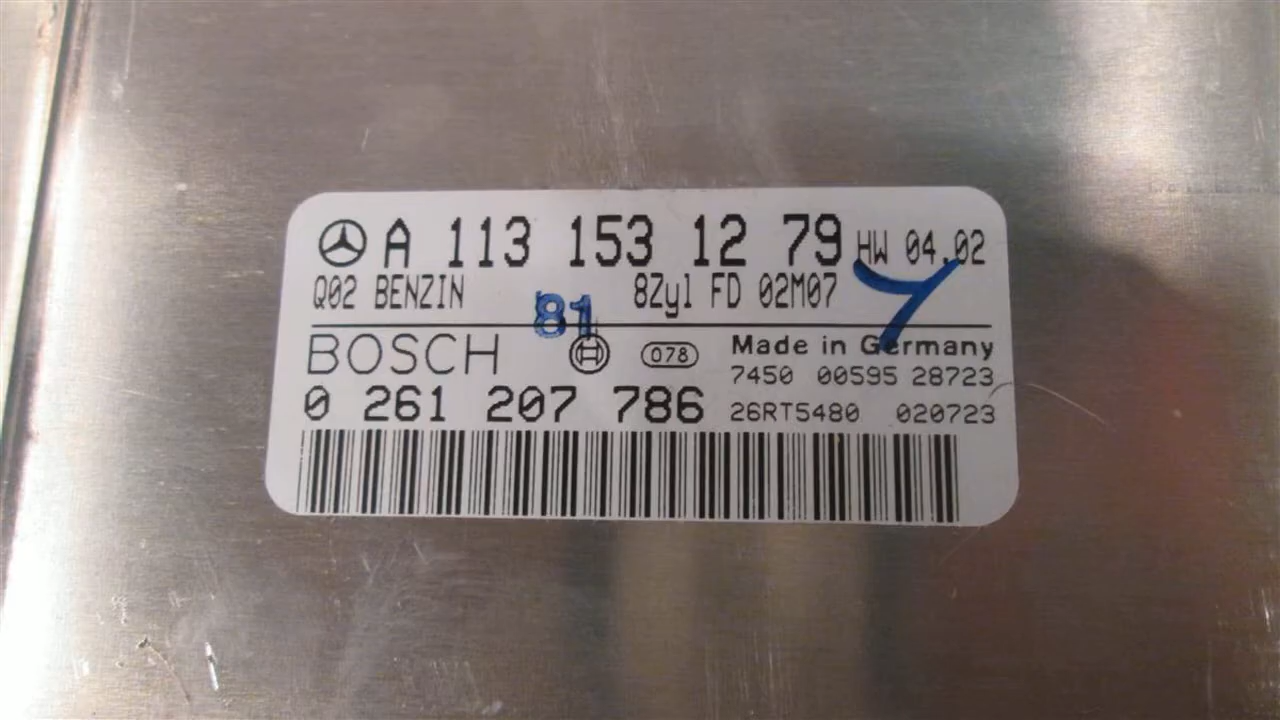 A 113 153 12 79 HW 04.02
Q02 BENZIN 8Zyl FD 02M07
81
BOSCH 078 Made in Germany
7450 00595 28723
0 261 207 786 26RT5480 020723